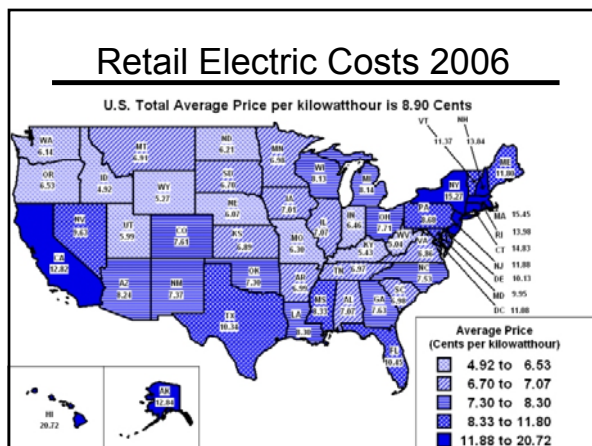 Retail Electric Costs 2006
U.S. Total Average Price per kilowatthour is 8.90 Cents
WA
6.14
OR
6.53
ID
4.92
MT
6.91
WY
5.27
ND
6.21
SD
6.70
NE
6.07
MN
6.98
WI
8.13
MI
8.14
IA
7.01
IL
7.07
IN
6.46
OH
7.71
PA
8.68
NY
15.27
VT
11.37
NH
13.84
ME
11.80
MA 15.45
RI 13.98
CT 14.83
NJ 11.88
DE 10.13
MD 9.95
DC 11.08
CA
12.82
NV
9.63
UT
5.99
CO
7.61
KS
6.89
MO
6.30
KY
5.43
WV
5.04
VA
6.86
AZ
8.24
NM
7.37
OK
7.30
AR
6.99
TN 6.97
NC
7.53
SC
6.98
TX
10.34
LA
8.30
MS
8.33
AL
7.07
GA
7.63
FL
10.45
HI
20.72
AK
12.84
Average Price
(Cents per kilowatthour)
4.92 to 6.53
6.70 to 7.07
7.30 to 8.30
8.33 to 11.80
11.88 to 20.72